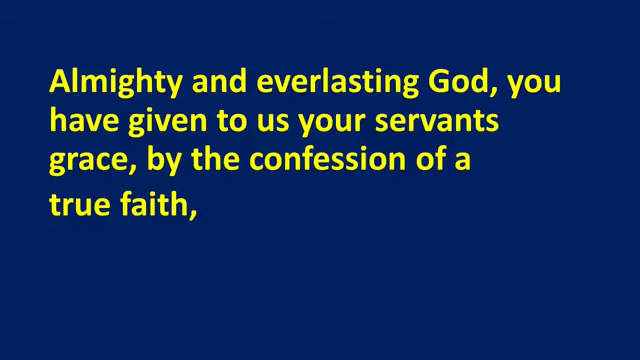 Almighty and everlasting God, you
have given to us your servants
grace, by the confession of a
true faith,